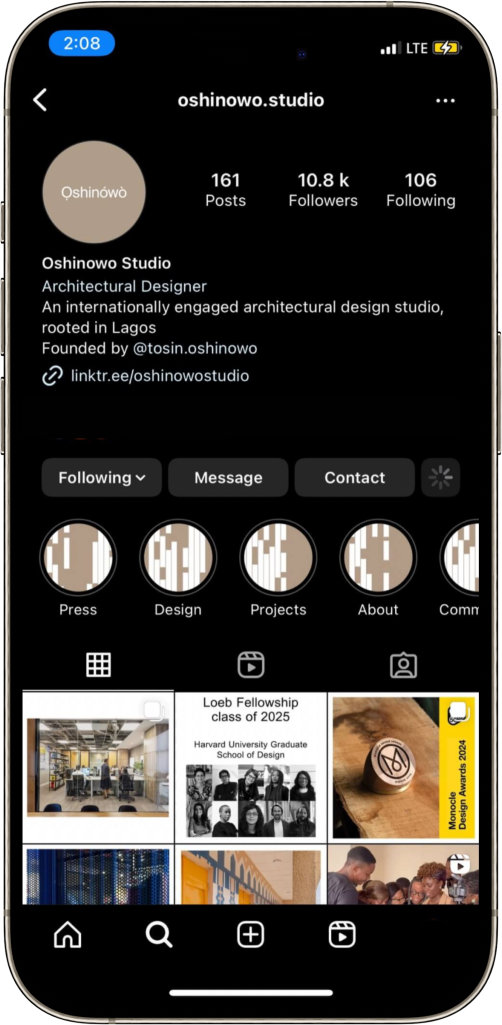 2:08
LTE
oshinowo.studio
Ọshinówò
161
Posts
10.8 k
Followers
106
Following
Oshinowo Studio
Architectural Designer
An internationally engaged architectural design studio,
rooted in Lagos
Founded by @tosin.oshinowo
linktr.ee/oshinowostudio
Following
Message
Contact
Press
Design
Projects
About
Comm
Loeb Fellowship
class of 2025
Harvard University Graduate
School of Design
Monocle
Design Awards 2024